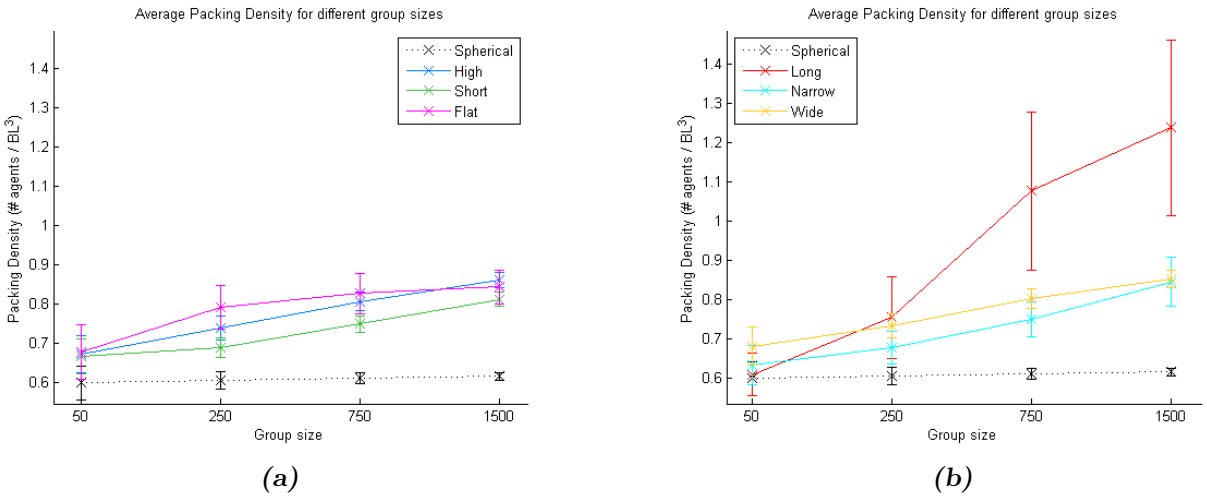 Average Packing Density for different group sizes
Packing Density (# agents / BL³)
1.4
1.3
1.2
1.1
1
0.9
0.8
0.7
0.6
50
250
750
1500
Group size
Spherical
High
Short
Flat
(a)
Average Packing Density for different group sizes
Packing Density (# agents / BL³)
1.4
1.3
1.2
1.1
1
0.9
0.8
0.7
0.6
50
250
750
1500
Group size
Spherical
Long
Narrow
Wide
(b)